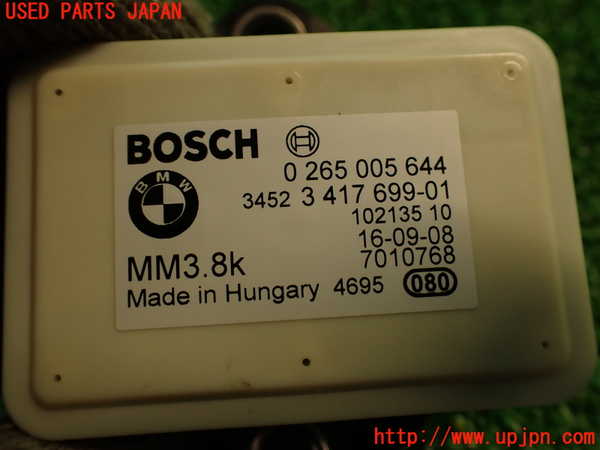 USED PARTS JAPAN
BOSCH
0 265 005 644
BMW
3452 3 417 699-01
102135 10
16-09-08
MM3.8k
7010768
Made in Hungary 4695 080
http://www.upjpn.com/